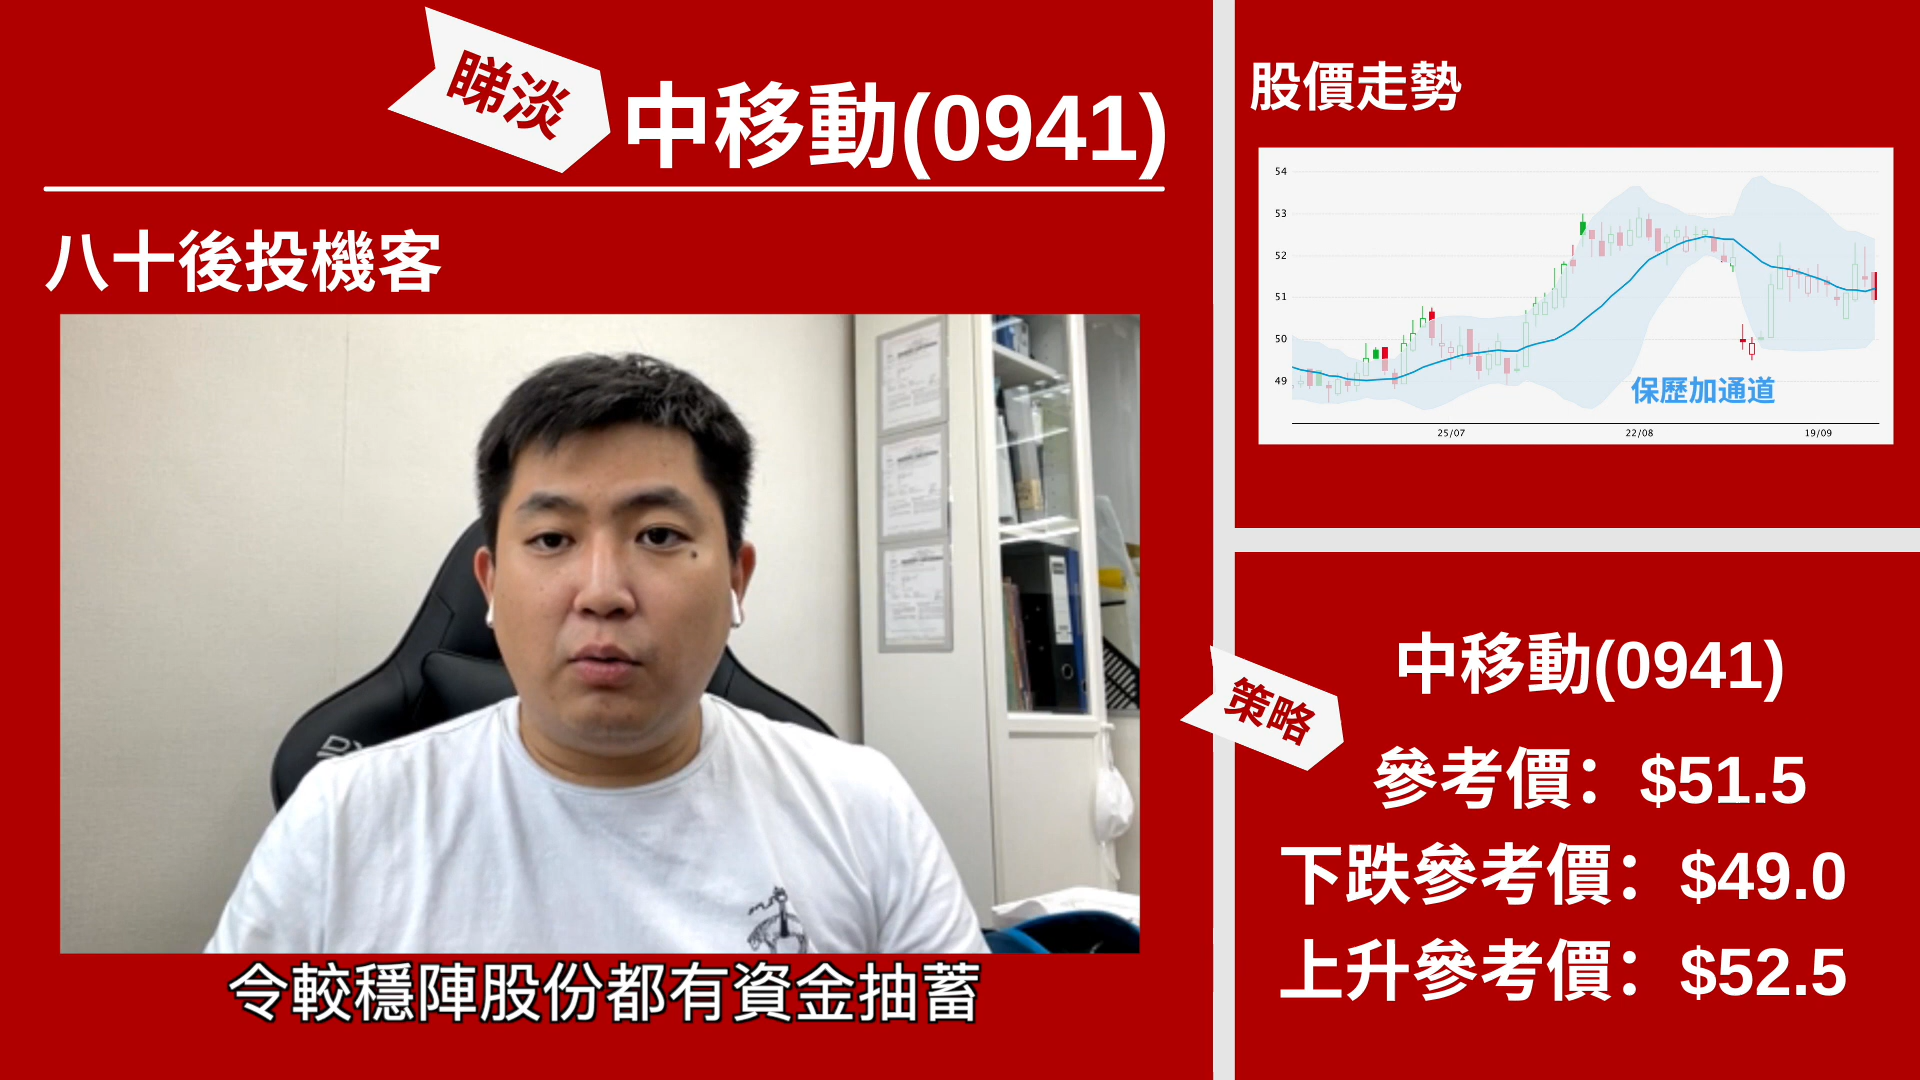 睇淡
中移動(0941)
八十後投機客
令較穩陣股份都有資金抽蓄
股價走勢
54
53
52
51
50
49
保歷加通道
25/07 22/08 19/09
策略
中移動(0941)
參考價：$51.5
下跌參考價：$49.0
上升參考價：$52.5